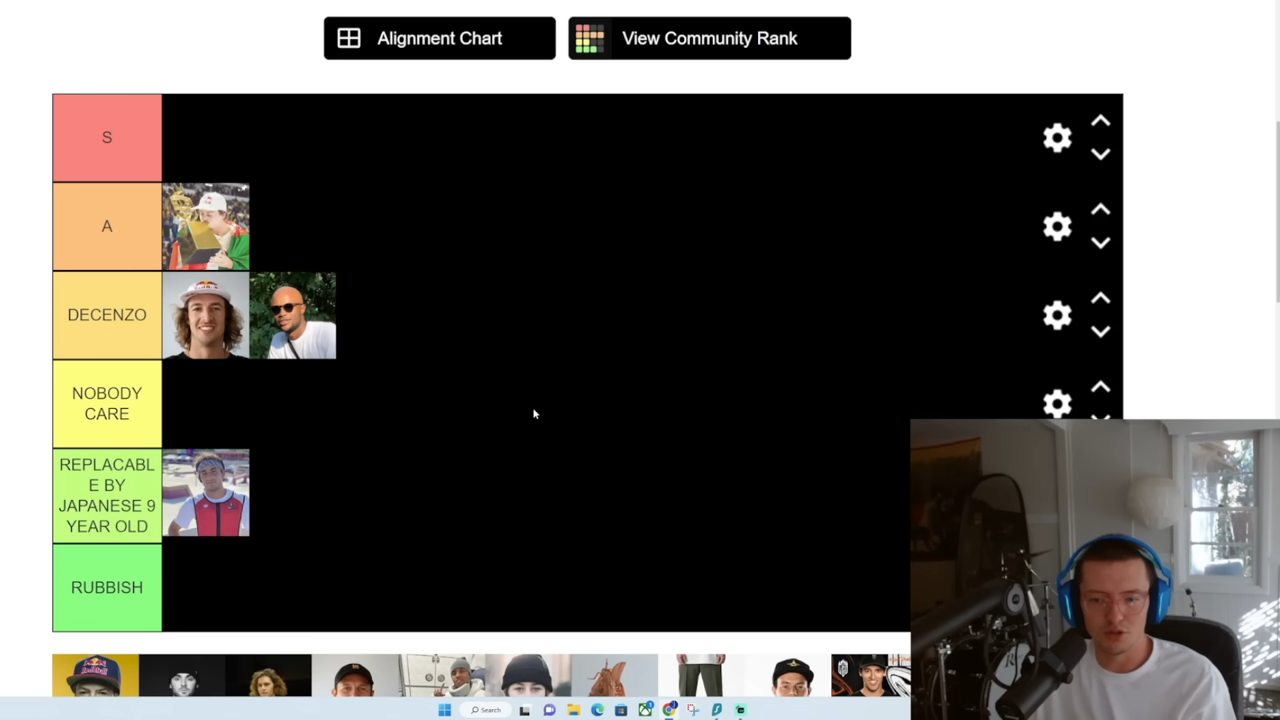 Alignment Chart
View Community Rank
S
A
DECENZO
NOBODY
CARE
REPLACABL
E BY
JAPANESE 9
YEAR OLD
RUBBISH
Search